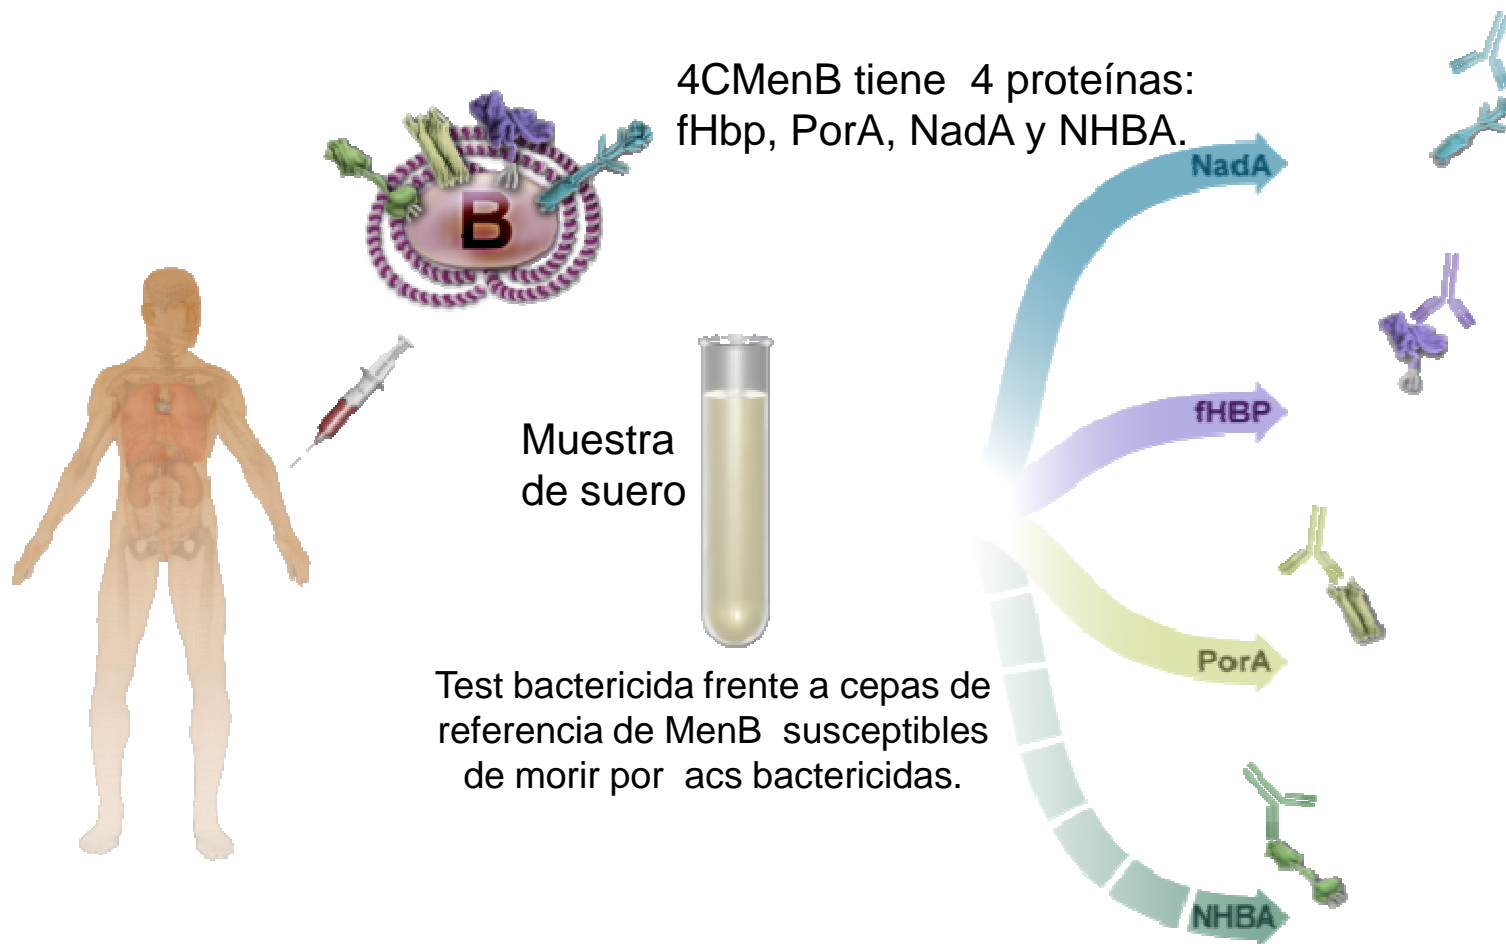 4CMenB tiene 4 proteínas:
fHbp, PorA, NadA y NHBA.
NadA
B
fHBP
Muestra
de suero
PorA
Test bactericida frente a cepas de
referencia de MenB susceptibles
de morir por acs bactericidas.
NHBA